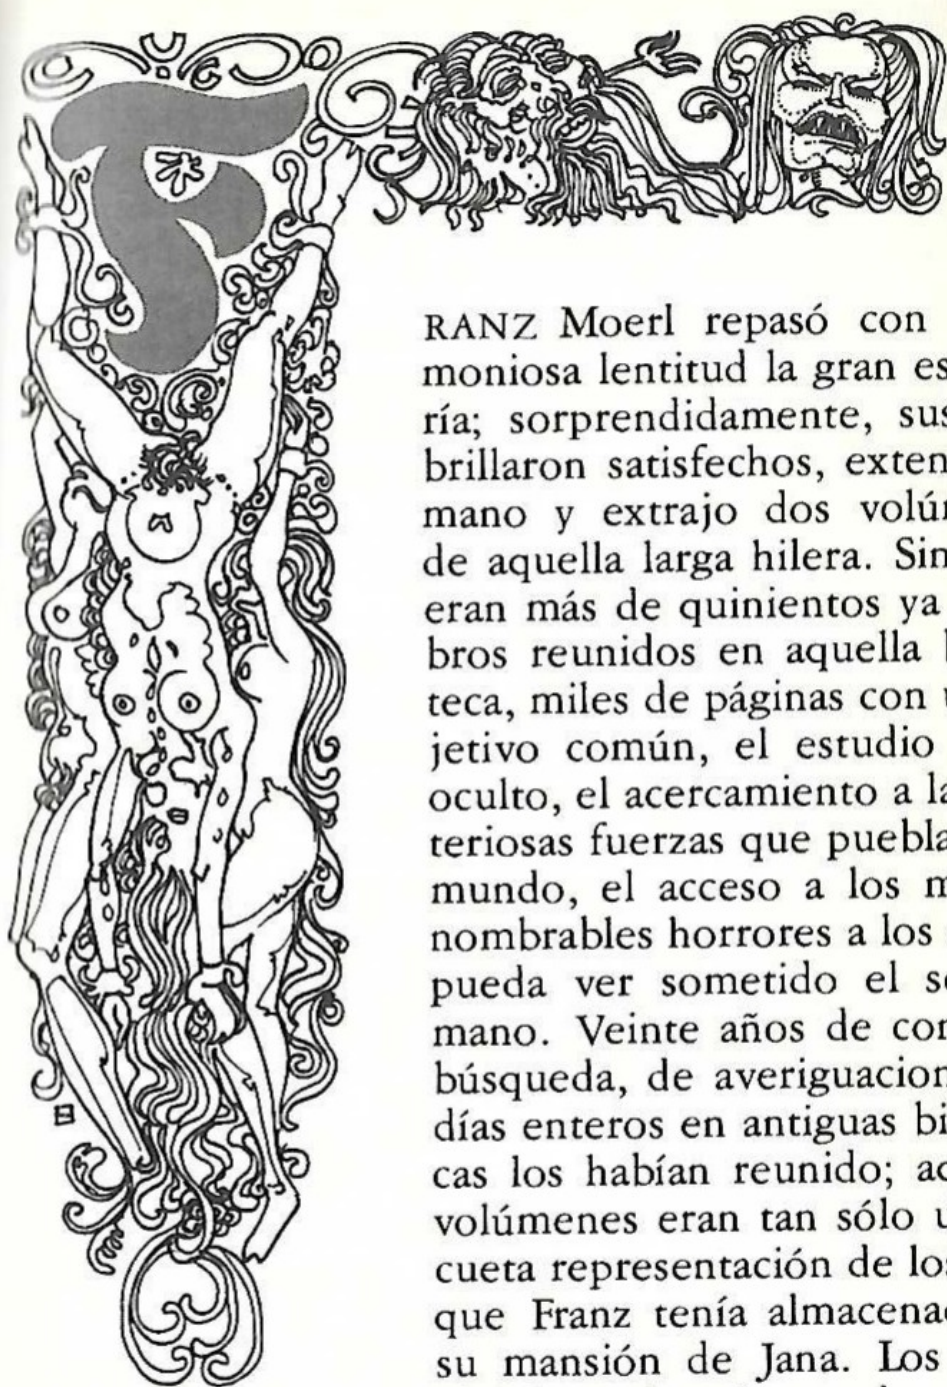 F
RANZ Moerl repasó con
moniosa lentitud la gran es
ría; sorprendidamente, sus
brillaron satisfechos, exten
mano y extrajo dos volú
de aquella larga hilera. Sin
eran más de quinientos ya
bros reunidos en aquella
teca, miles de páginas con
jetivo común, el estudio
oculto, el acercamiento a la
teriosas fuerzas que puebla
mundo, el acceso a los
nombrables horrores a los
pueda ver sometido el se
mano. Veinte años de con
búsqueda, de averiguacion
días enteros en antiguas bi
cas los habían reunido; ac
volúmenes eran tan sólo
cueta representación de los
que Franz tenía almacenad
su mansión de Jana. Los